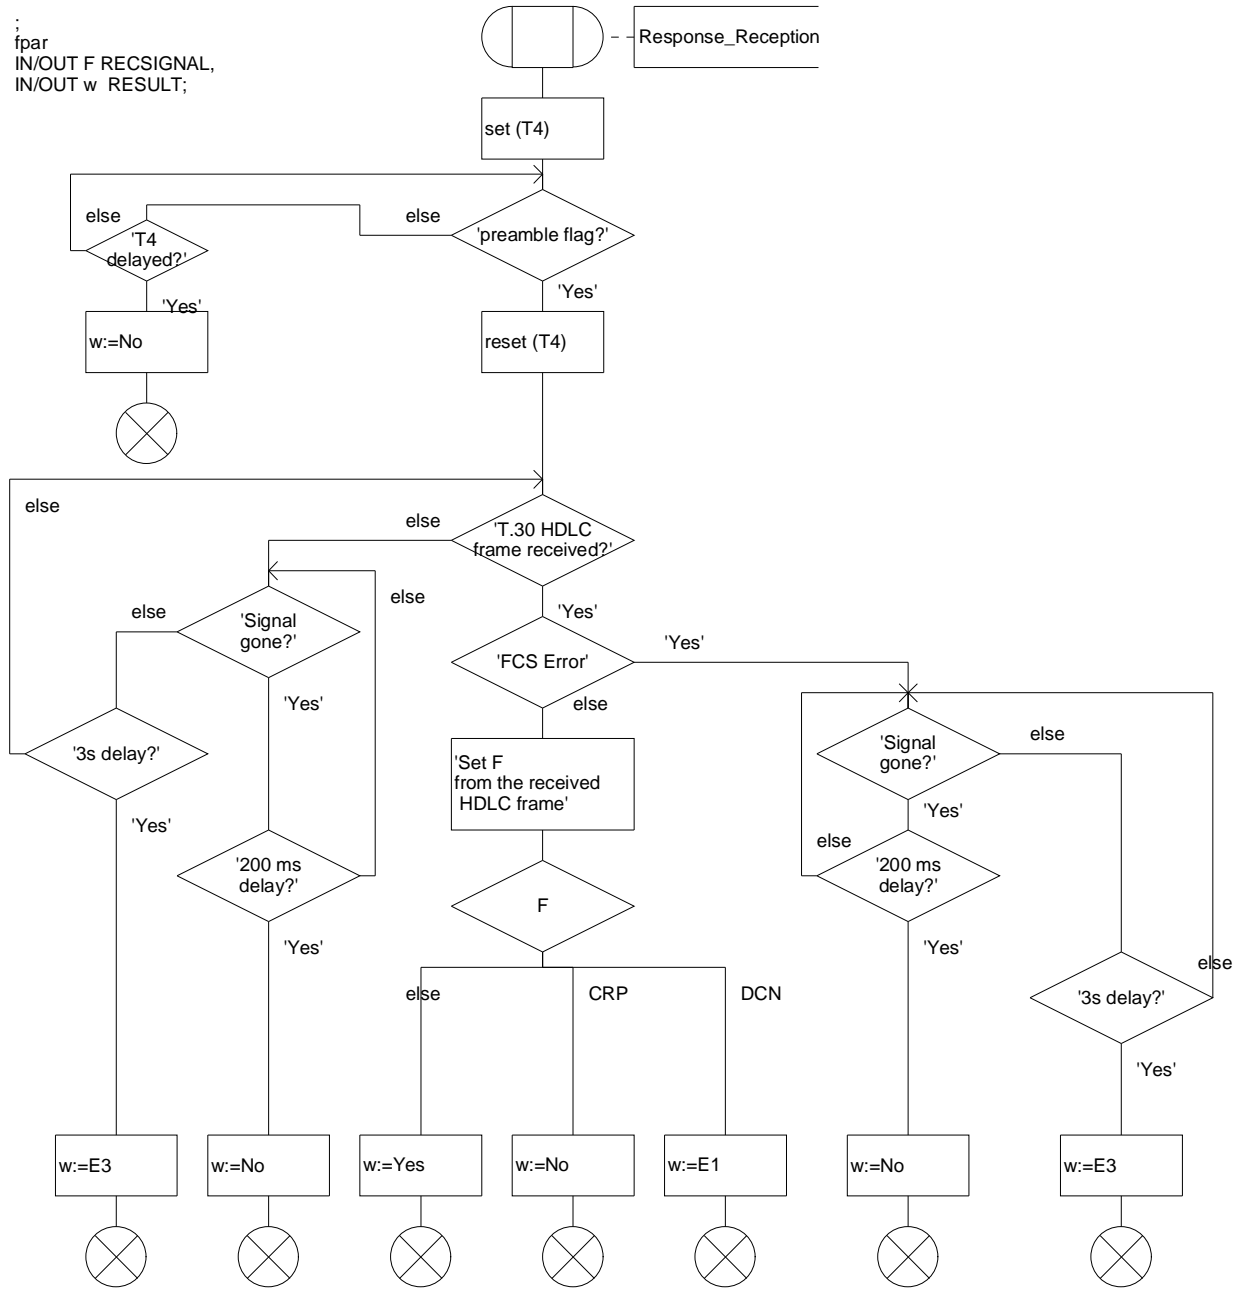 ;
fpar
IN/OUT F RECSIGNAL,
IN/OUT w RESULT;
Response_Reception
set (T4)
else
else
'T4
delayed?'
'preamble flag?'
'Yes'
'Yes'
w:=No
reset (T4)
else
else
'T.30 HDLC
frame received?'
else
else
'Yes'
'Signal
gone?'
'Yes'
'FCS Error'
'Yes'
else
'3s delay?'
'Set F
from the received
HDLC frame'
'Signal
gone?'
else
'Yes'
'Yes'
else
'200 ms
delay?'
'200 ms
delay?'
F
'Yes'
'Yes'
else
CRP
DCN
else
'3s delay?'
'Yes'
w:=E3
w:=No
w:=Yes
w:=No
w:=E1
w:=No
w:=E3